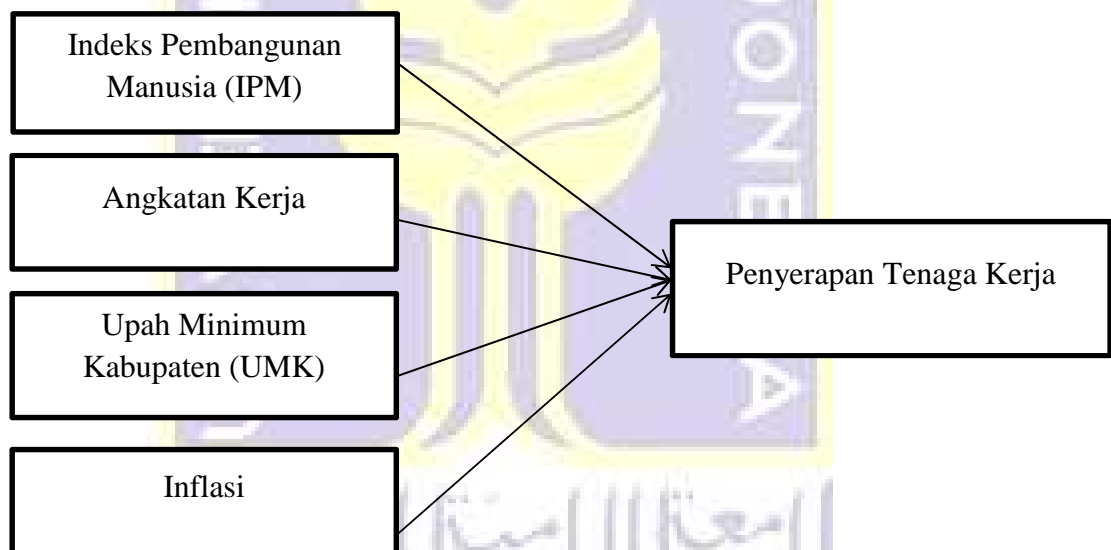 Indeks Pembangunan
Manusia (IPM)
Angkatan Kerja
Upah Minimum
Kabupaten (UMK)
Inflasi
Penyerapan Tenaga Kerja